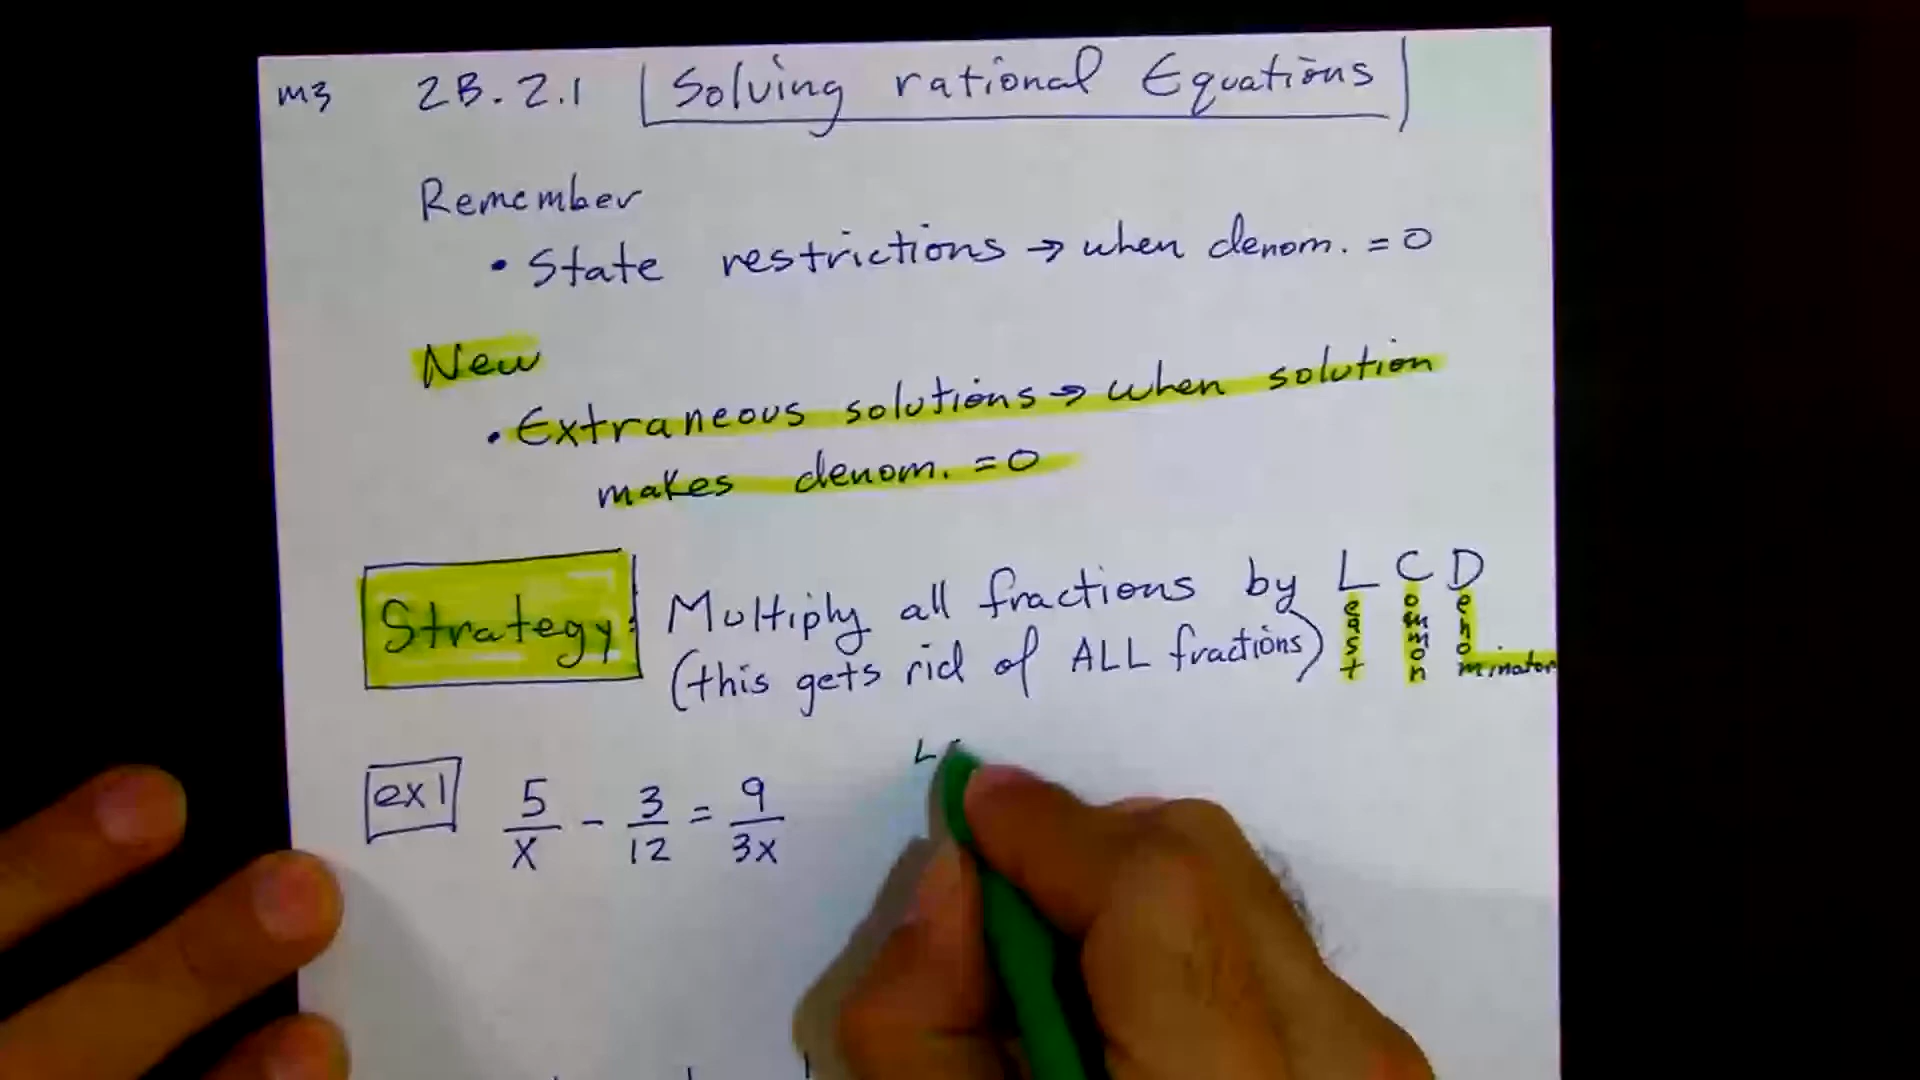 m3 2B.2.1 Solving rational Equations
Remember
• State restrictions → when denom. = 0
New
• Extraneous solutions → when solution
makes denom. = 0
Strategy: Multiply all fractions by LCD
(this gets rid of ALL fractions) Least Common Denominator
ex1 5/x - 3/12 = 9/3x
L